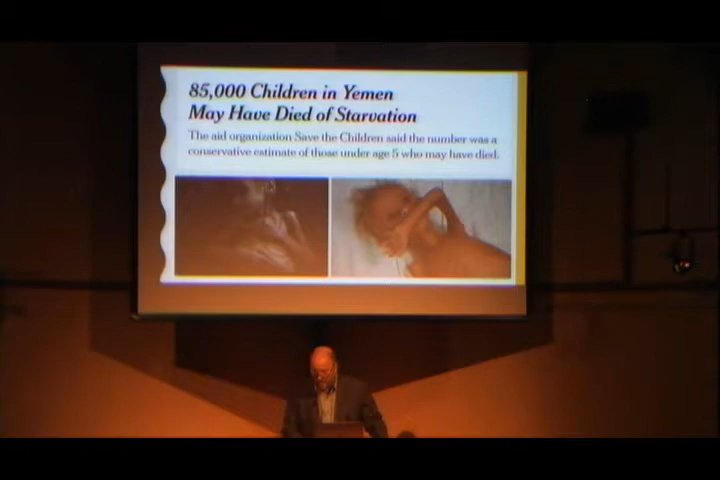 85,000 Children in Yemen
May Have Died of Starvation
The aid organization Save the Children said the number was a
conservative estimate of those under age 5 who may have died.